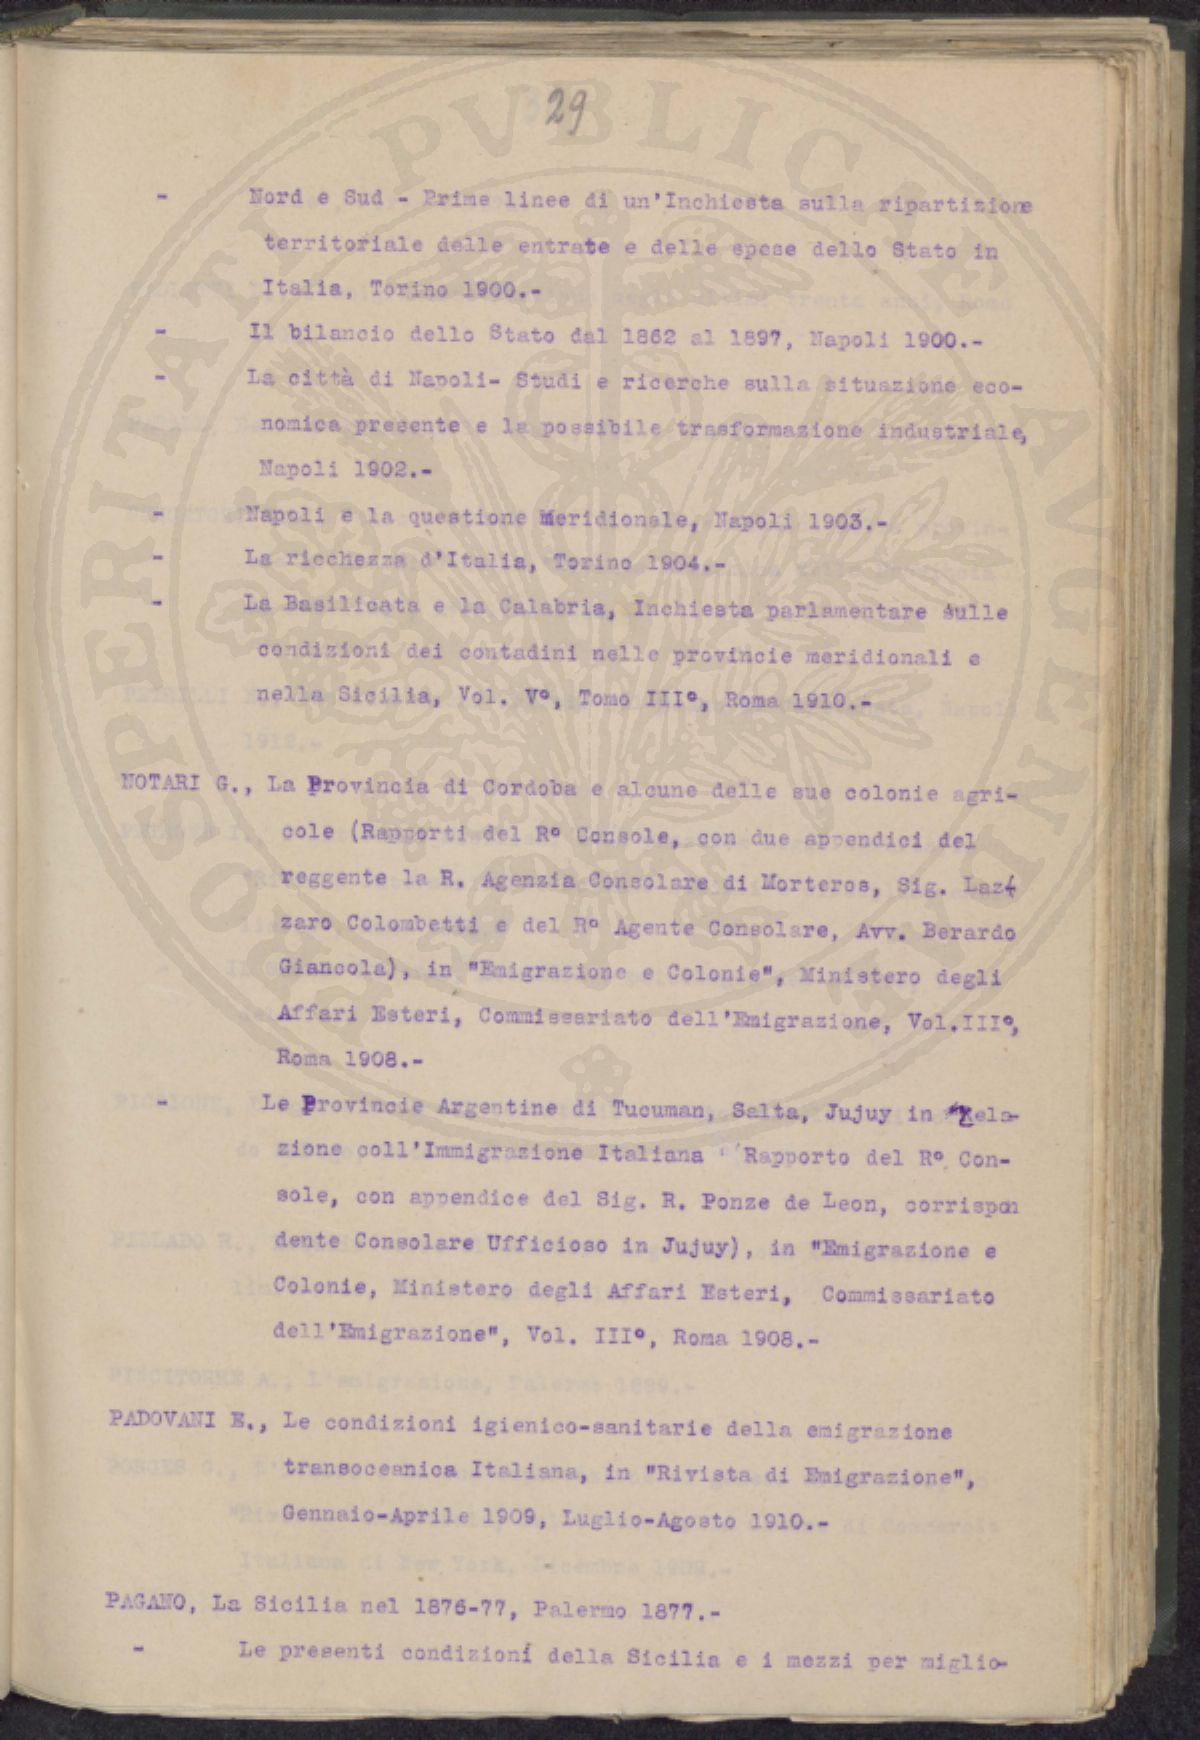 29
- Nord e Sud - Prime linee di un'Inchiesta sulla ripartizione
territoriale delle entrate e delle spese dello Stato in
Italia, Torino 1900.-
- Il bilancio dello Stato dal 1862 al 1897, Napoli 1900.-
- La città di Napoli- Studi e ricerche sulla situazione eco-
nomica presente e la possibile trasformazione industriale,
Napoli 1902.-
- Napoli e la questione meridionale, Napoli 1903.-
- La ricchezza d'Italia, Torino 1904.-
- La Basilicata e la Calabria, Inchiesta parlamentare sulle
condizioni dei contadini nelle provincie meridionali e
nella Sicilia, Vol. V°, Tomo III°, Roma 1910.-
NOTARI G., La Provincia di Cordoba e alcune delle sue colonie agri-
cole (Rapporti del R° Console, con due appendici del
reggente la R. Agenzia Consolare di Morteros, Sig. Laz-
zaro Colombetti e del R° Agente Consolare, Avv. Berardo
Giancola), in "Emigrazione e Colonie", Ministero degli
Affari Esteri, Commissariato dell'Emigrazione, Vol.III°,
Roma 1908.-
- Le Provincie Argentine di Tucuman, Salta, Jujuy in "Rela-
zione coll'Immigrazione Italiana "Rapporto del R° Con-
sole, con appendice del Sig. R. Ponze de Leon, corrispon
dente Consolare Ufficioso in Jujuy), in "Emigrazione e
Colonie, Ministero degli Affari Esteri, Commissariato
dell'Emigrazione", Vol. III°, Roma 1908.-
PADOVANI E., Le condizioni igienico-sanitarie della emigrazione
transoceanica Italiana, in "Rivista di Emigrazione",
Gennaio-Aprile 1909, Luglio-Agosto 1910.-
PAGANO, La Sicilia nel 1876-77, Palermo 1877.-
- Le presenti condizioni della Sicilia e i mezzi per miglio-
PROSPERITATI PVBLICAE AVGENDAE